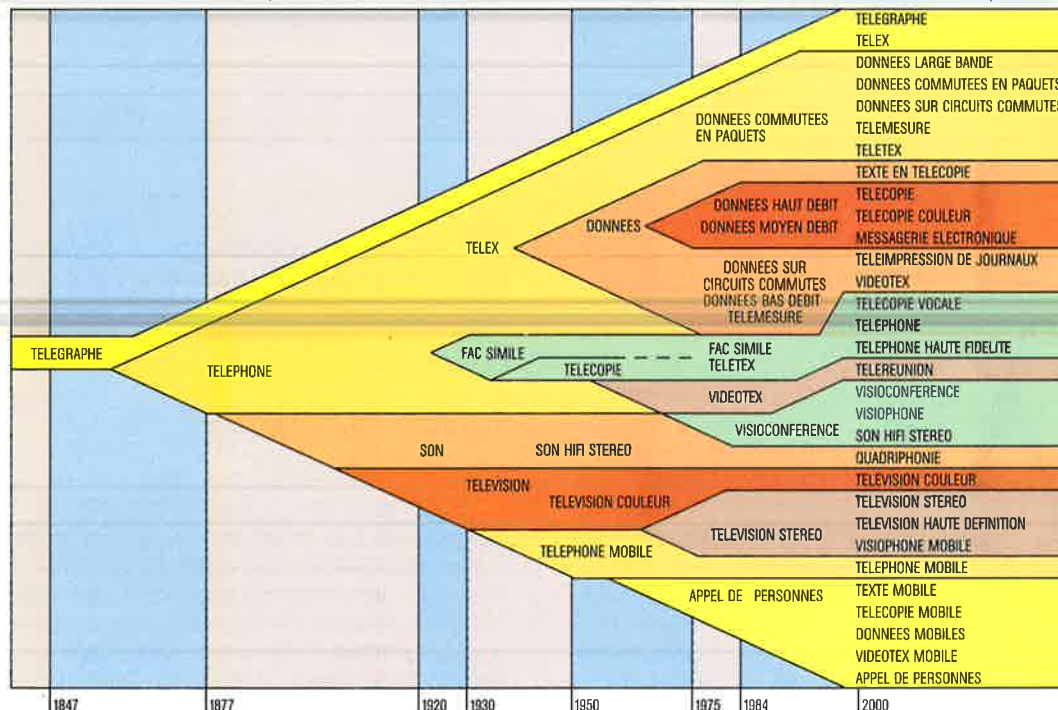 TELEGRAPHE
TELEX
DONNEES LARGE BANDE
DONNEES COMMUTEES EN PAQUETS
DONNEES SUR CIRCUITS COMMUTES
TELEMESURE
TELETEX
TEXTE EN TELECOPIE
TELECOPIE
TELECOPIE COULEUR
MESSAGERIE ELECTRONIQUE
TELEIMPRESSION DE JOURNAUX
VIDEOTEX
TELECOPIE VOCALE
TELEPHONE
TELEPHONE HAUTE FIDELITE
TELEREUNION
VISIOCONFERENCE
VISIOPHONE
SON HIFI STEREO
QUADRIPHONIE
TELEVISION COULEUR
TELEVISION STEREO
TELEVISION HAUTE DEFINITION
VISIOPHONE MOBILE
TELEPHONE MOBILE
TEXTE MOBILE
TELECOPIE MOBILE
DONNEES MOBILES
VIDEOTEX MOBILE
APPEL DE PERSONNES
DONNEES COMMUTEES
EN PAQUETS
DONNEES HAUT DEBIT
DONNEES MOYEN DEBIT
DONNEES
TELEX
DONNEES SUR
CIRCUITS COMMUTES
DONNEES BAS DEBIT
TELEMESURE
TELEGRAPHE
TELEPHONE
FAC SIMILE
TELECOPIE
FAC SIMILE
TELETEX
VIDEOTEX
VISIOCONFERENCE
SON
SON HIFI STEREO
TELEVISION
TELEVISION COULEUR
TELEVISION STEREO
TELEPHONE MOBILE
APPEL DE PERSONNES
1847
1877
1920
1930
1950
1975
1984
2000